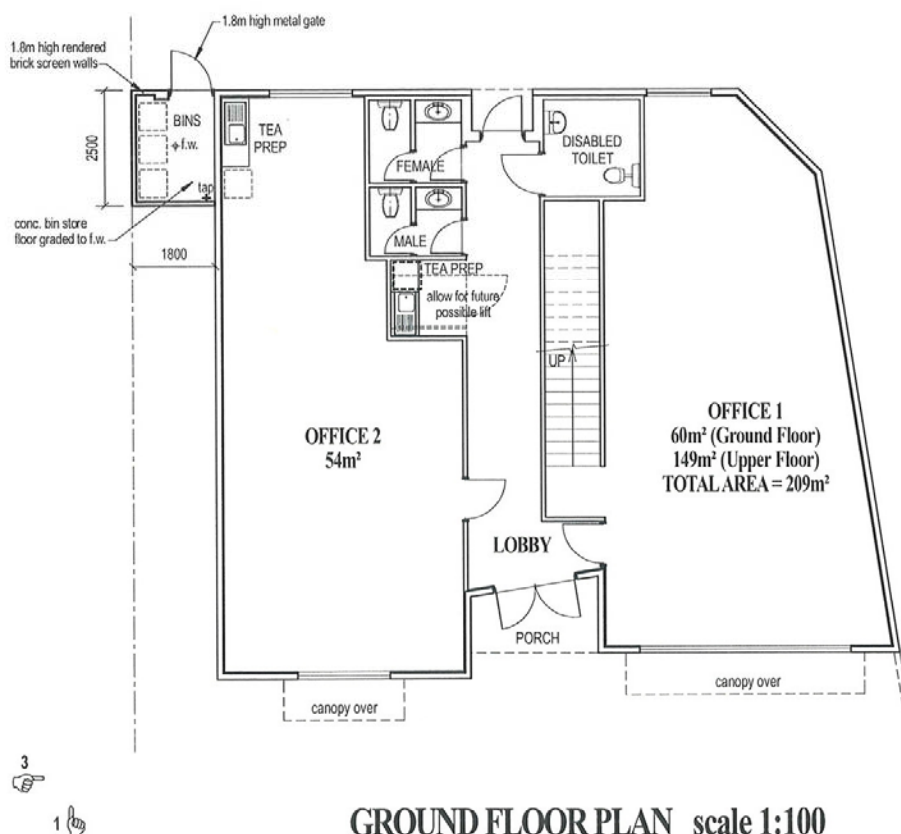 1.8m high metal gate
1.8m high rendered
brick screen walls
2500
BINS
f.w.
tap
conc. bin store
floor graded to f.w.
1800
TEA
PREP
FEMALE
MALE
DISABLED
TOILET
TEA PREP
allow for future
possible lift
UP
OFFICE 2
54m²
OFFICE 1
60m² (Ground Floor)
149m² (Upper Floor)
TOTAL AREA = 209m²
LOBBY
PORCH
canopy over
canopy over
3
1
GROUND FLOOR PLAN scale 1:100